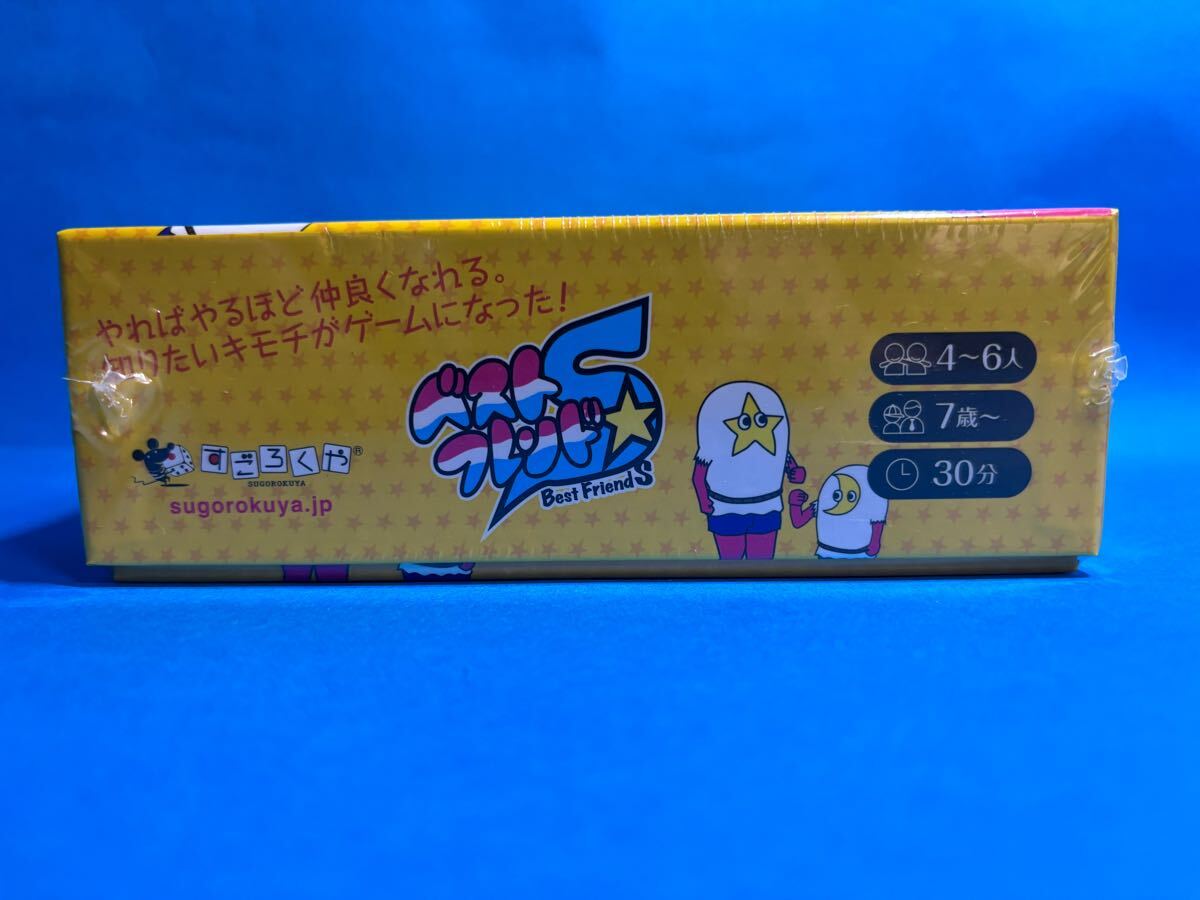 やればやるほど仲良くなれる。
知りたいキモチがゲームになった！
ベスト
フレンドS
Best FriendS
すごろくや®
SUGOROKUYA
sugorokuya.jp
4～6人
7歳～
30分